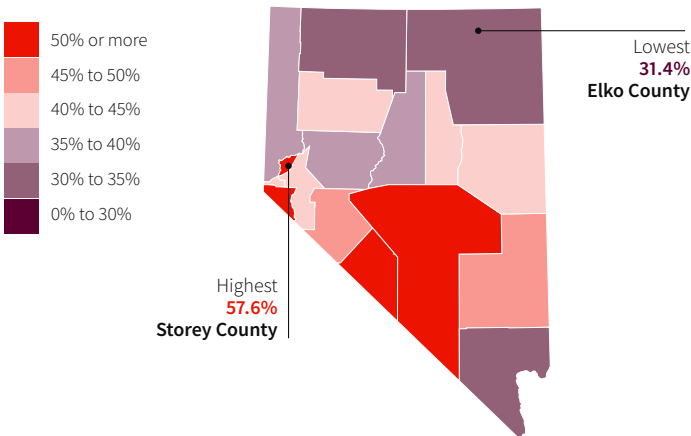 50% or more
45% to 50%
40% to 45%
35% to 40%
30% to 35%
0% to 30%
Lowest
31.4%
Elko County
Highest
57.6%
Storey County